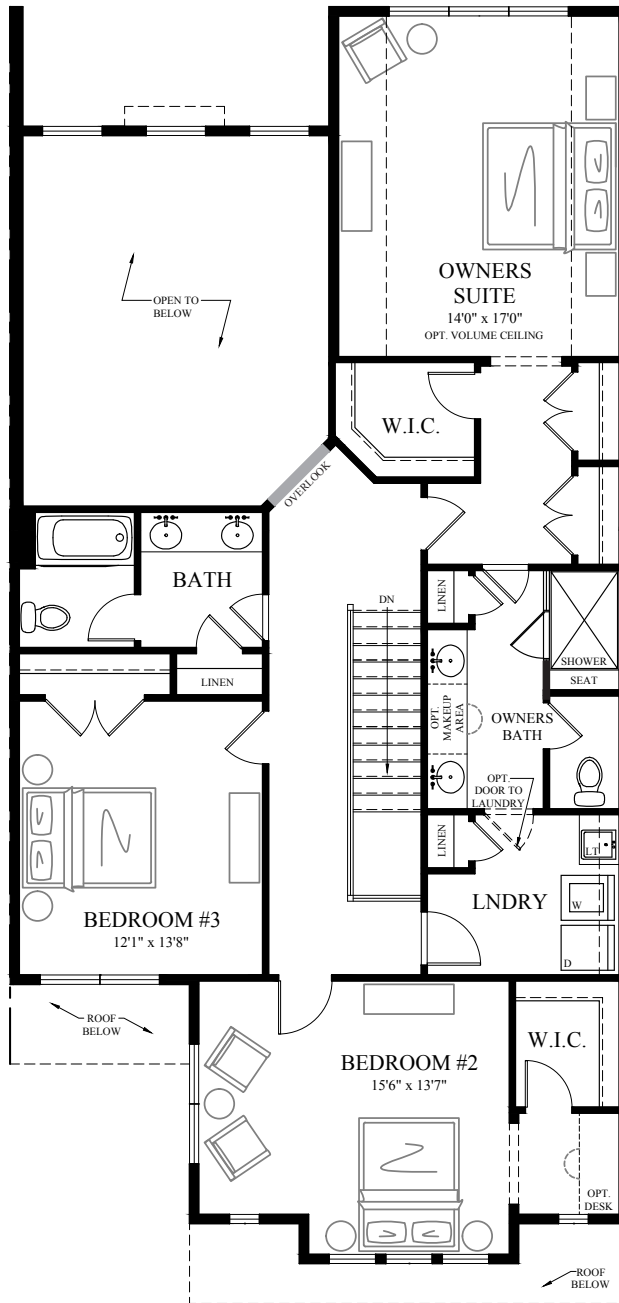 OWNERS
SUITE
14'0" x 17'0"
OPT. VOLUME CEILING
OPEN TO
BELOW
W.I.C.
OVERLOOK
BATH
LINEN
DN
LINEN
SHOWER
SEAT
OPT.
MAKEUP
AREA
OWNERS
BATH
OPT.
DOOR TO
LAUNDRY
LINEN
LT
LNDRY
W
D
BEDROOM #3
12'1" x 13'8"
ROOF
BELOW
BEDROOM #2
15'6" x 13'7"
W.I.C.
OPT.
DESK
ROOF
BELOW